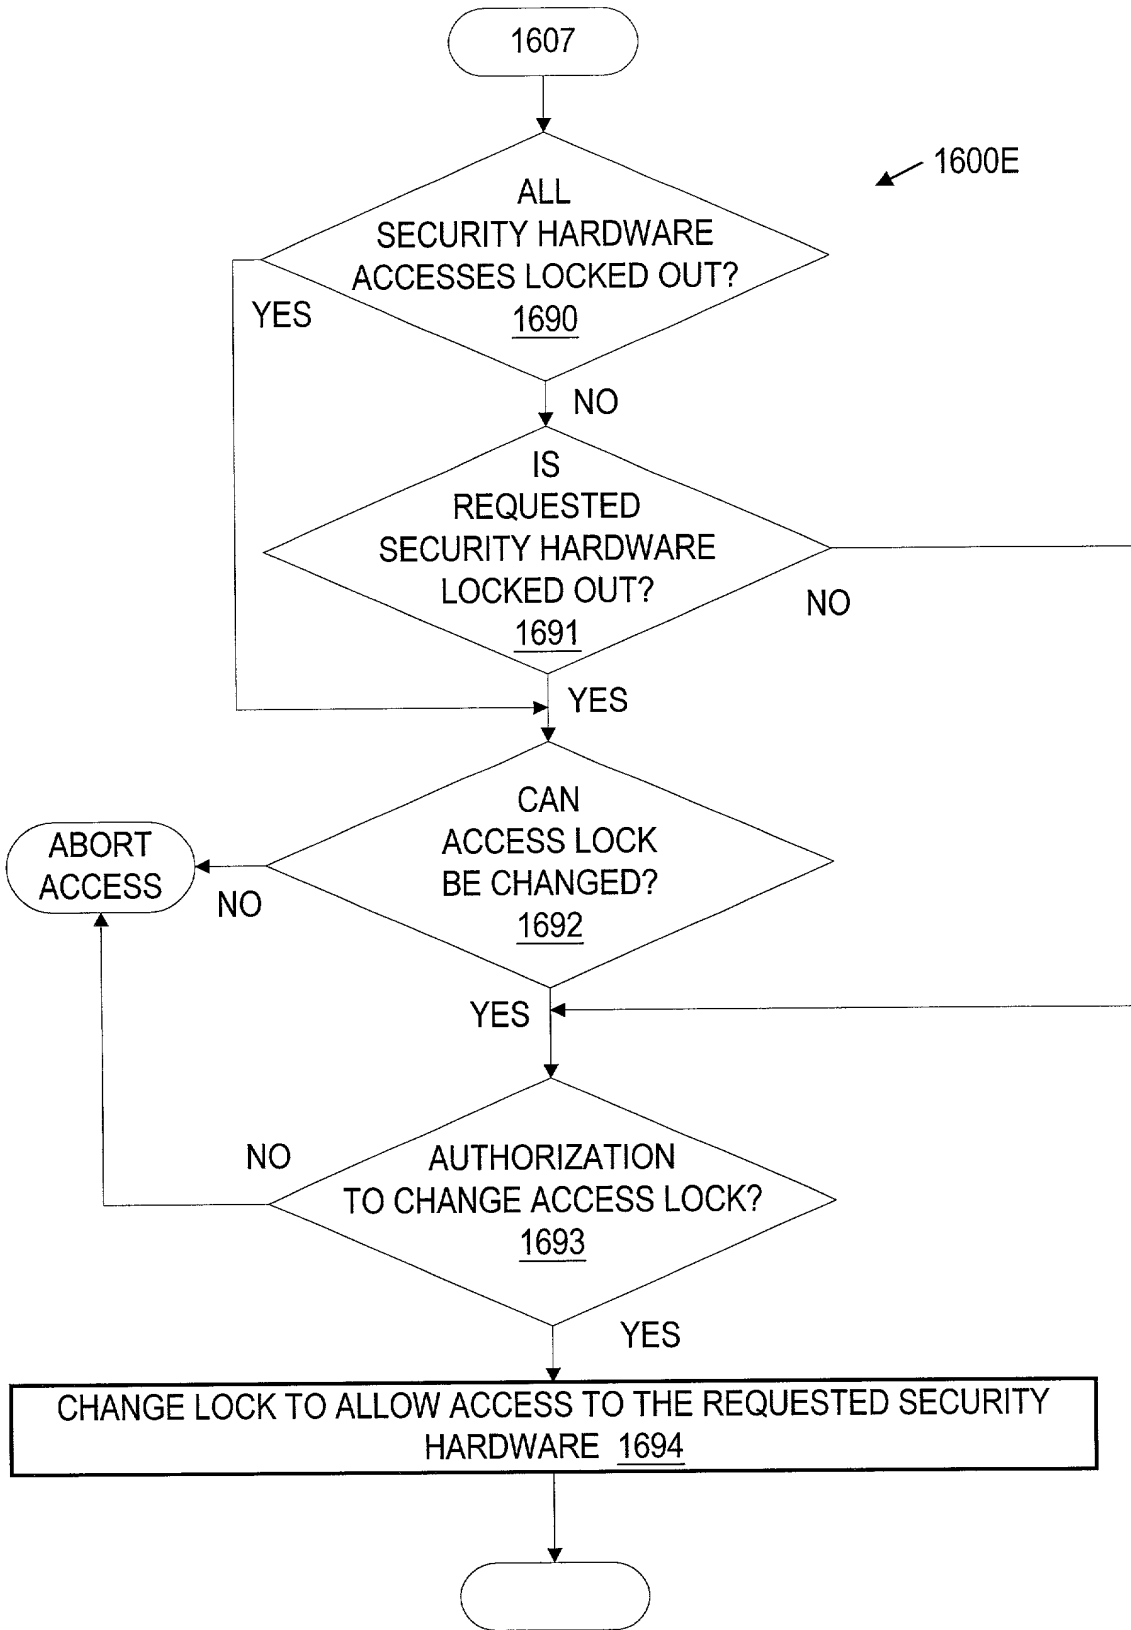 1607
1600E
ALL
SECURITY HARDWARE
ACCESSES LOCKED OUT?
1690
YES
NO
IS
REQUESTED
SECURITY HARDWARE
LOCKED OUT?
1691
NO
YES
CAN
ACCESS LOCK
BE CHANGED?
1692
ABORT
ACCESS
NO
YES
NO
AUTHORIZATION
TO CHANGE ACCESS LOCK?
1693
YES
CHANGE LOCK TO ALLOW ACCESS TO THE REQUESTED SECURITY
HARDWARE 1694